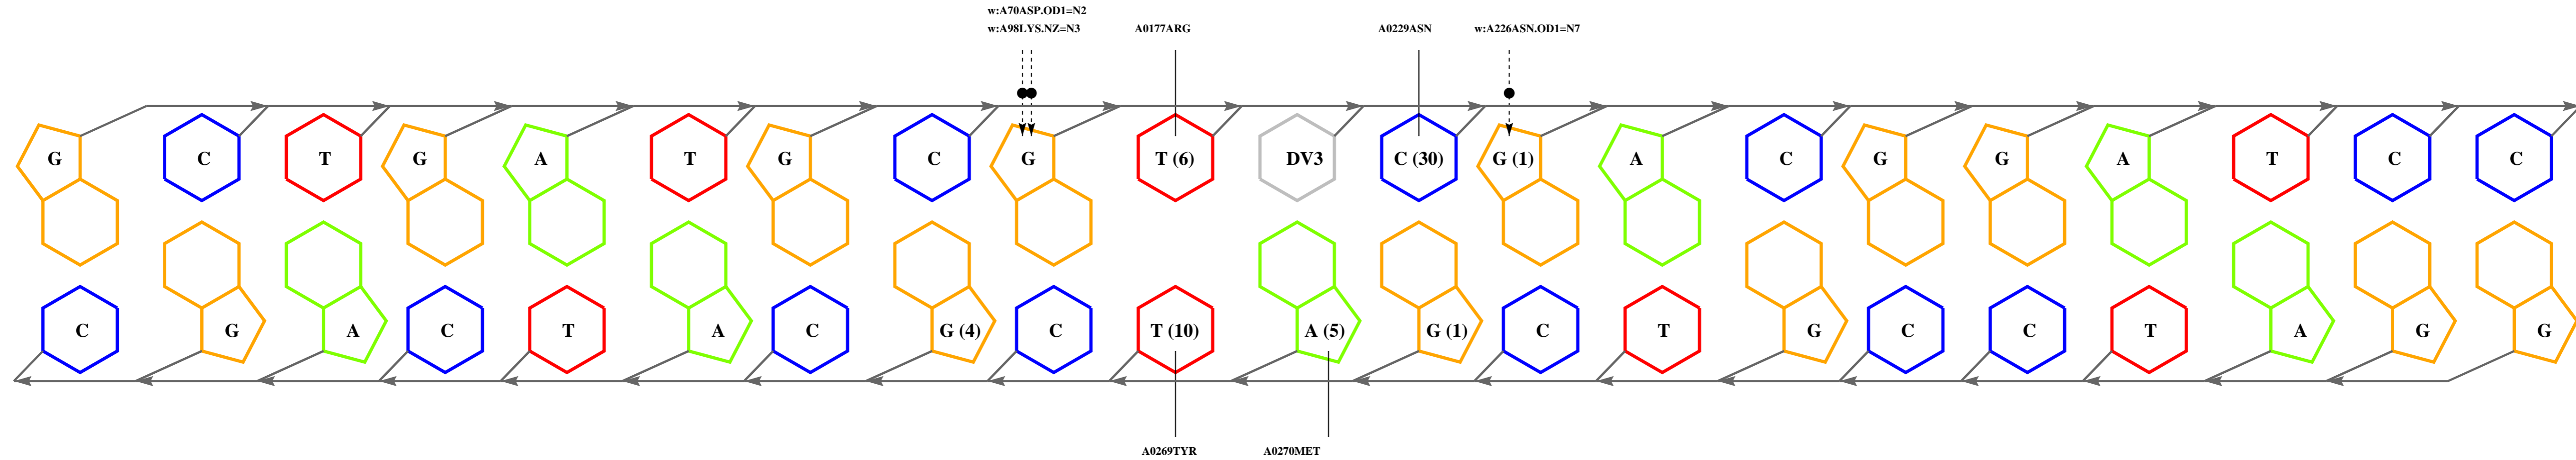 w:A70ASP.OD1=N2
w:A98LYS.NZ=N3 A0177ARG A0229ASN w:A226ASN.OD1=N7
G C T G A T G C G T (6) DV3 C (30) G (1) A C G G A T C C
C G A C T A C G (4) C T (10) A (5) G (1) C T G C C T A G G
A0269TYR A0270MET